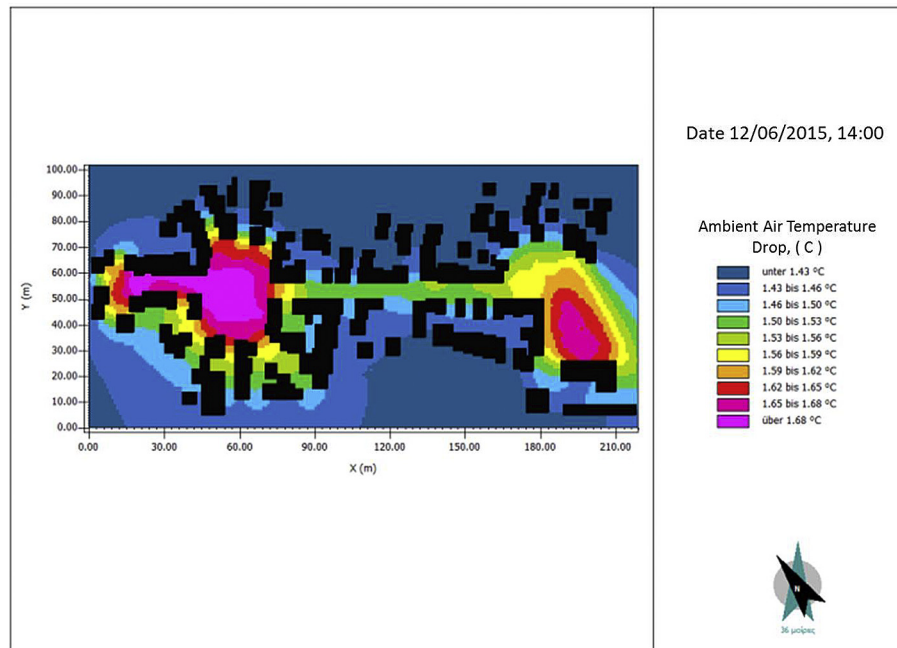 Date 12/06/2015, 14:00
Ambient Air Temperature
Drop, ( C )
unter 1.43 °C
1.43 bis 1.46 °C
1.46 bis 1.50 °C
1.50 bis 1.53 °C
1.53 bis 1.56 °C
1.56 bis 1.59 °C
1.59 bis 1.62 °C
1.62 bis 1.65 °C
1.65 bis 1.68 °C
über 1.68 °C
100.00
90.00
80.00
70.00
60.00
50.00
40.00
30.00
20.00
10.00
0.00
Y (m)
0.00 30.00 60.00 90.00 120.00 150.00 180.00 210.00
X (m)
N
36 μοίρες